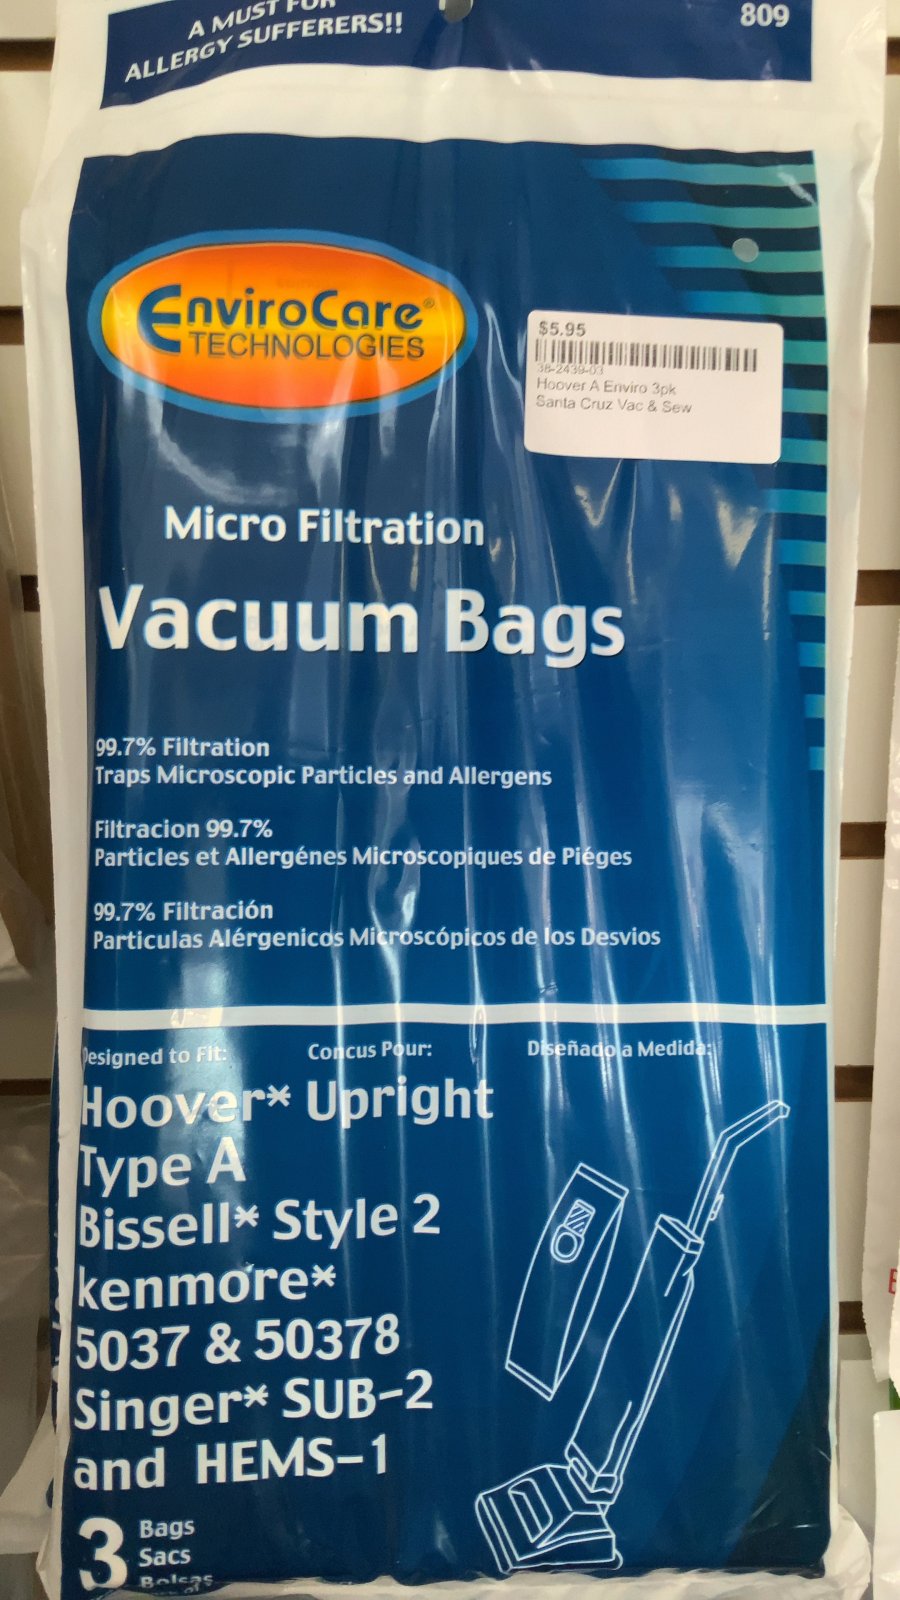 A MUST FOR
ALLERGY SUFFERERS!!
809
EnviroCare®
TECHNOLOGIES
$5.95
38-2439-03
Hoover A Enviro 3pk
Santa Cruz Vac & Sew
Micro Filtration
Vacuum Bags
99.7% Filtration
Traps Microscopic Particles and Allergens
Filtracion 99.7%
Particles et Allergénes Microscopiques de Piéges
99.7% Filtración
Particulas Alérgenicos Microscópicos de los Desvios
Designed to Fit:
Concus Pour:
Diseñado a Medida:
Hoover* Upright
Type A
Bissell* Style 2
kenmore*
5037 & 50378
Singer* SUB-2
and HEMS-1
3
Bags
Sacs
Bolsas